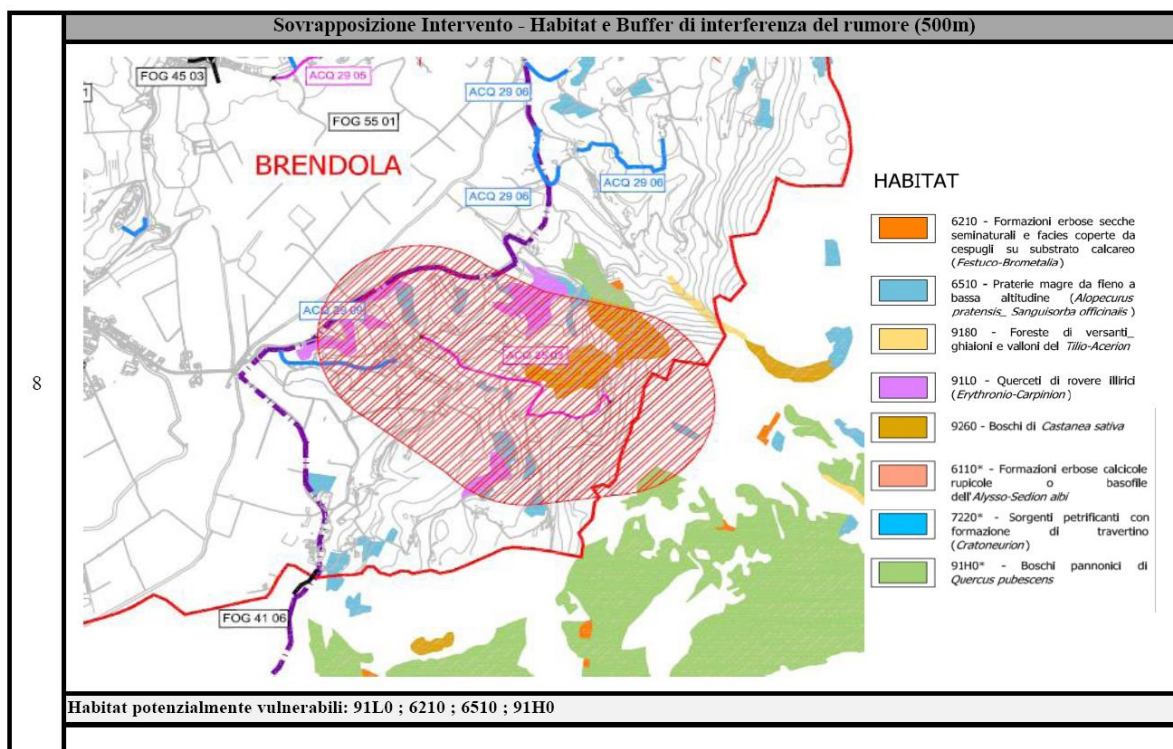 Sovrapposizione Intervento - Habitat e Buffer di interferenza del rumore (500m)
FOG 45 03
ACQ 29 05
ACQ 29 06
1
FOG 55 01
BRENDOLA
ACQ 29 06
ACQ 29 06
ACQ 29 09
ACQ 25 03
FOG 41 06
8
HABITAT
6210 - Formazioni erbose secche
seminaturali e facies coperte da
cespugli su substrato calcareo
(Festuco-Brometalia)
6510 - Praterie magre da fieno a
bassa altitudine (Alopecurus
pratensis_ Sanguisorba officinalis)
9180 - Foreste di versanti_
ghiaioni e valloni del Tilio-Acerion
91L0 - Querceti di rovere illirici
(Erythronio-Carpinion)
9260 - Boschi di Castanea sativa
6110* - Formazioni erbose calcicole
rupicole o basofile
dell'Alysso-Sedion albi
7220* - Sorgenti petrificanti con
formazione di travertino
(Cratoneurion)
91H0* - Boschi pannonici di
Quercus pubescens
Habitat potenzialmente vulnerabili: 91L0 ; 6210 ; 6510 ; 91H0